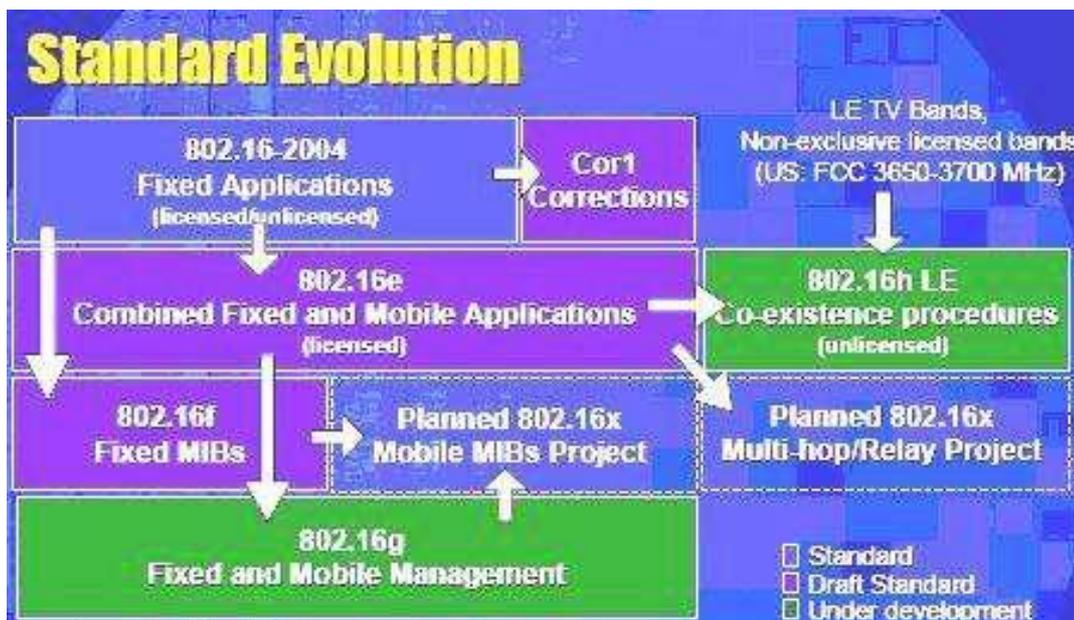 Standard Evolution
802.16-2004
Fixed Applications
(licensed/unlicensed)
Cor1
Corrections
LE TV Bands,
Non-exclusive licensed bands
(US: FCC 3650-3700 MHz)
802.16e
Combined Fixed and Mobile Applications
(licensed)
802.16h LE
Co-existence procedures
(unlicensed)
802.16f
Fixed MIBs
Planned 802.16x
Mobile MIBs Project
Planned 802.16x
Multi-hop/Relay Project
802.16g
Fixed and Mobile Management
Standard
Draft Standard
Under development